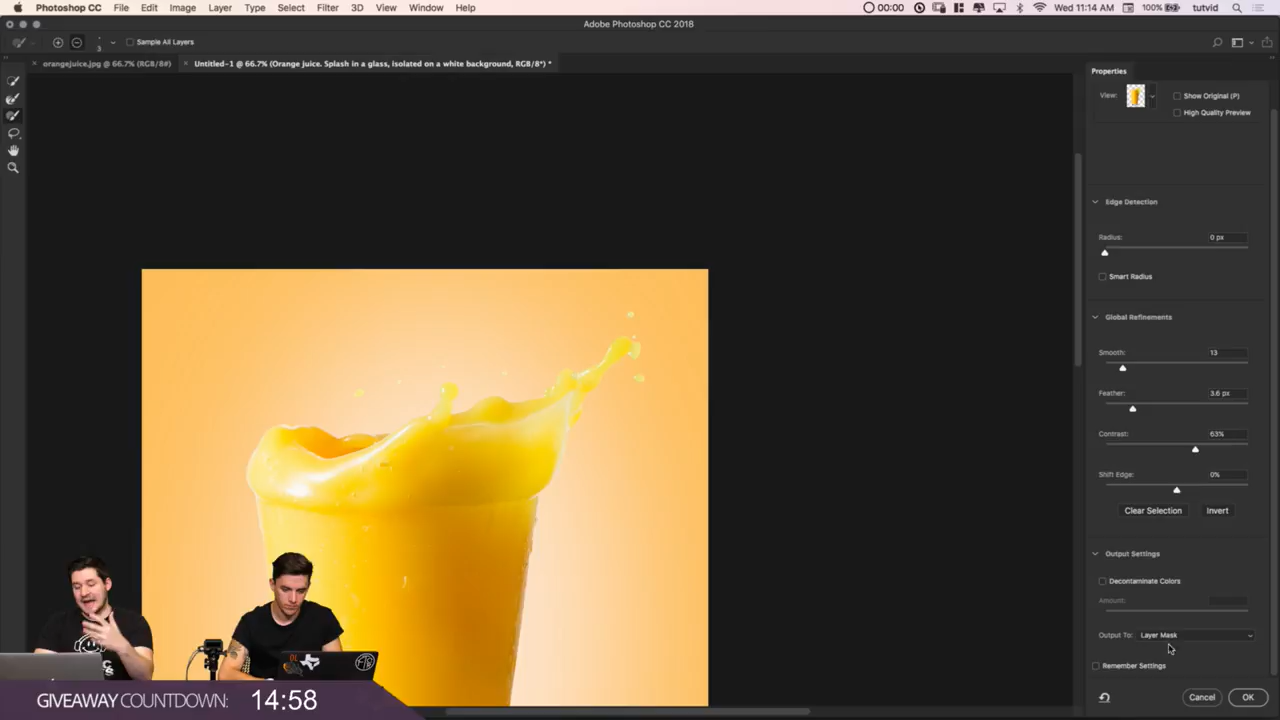 Photoshop CC File Edit Image Layer Type Select Filter 3D View Window Help 00:00 100% Wed 11:14 AM tutvid
Adobe Photoshop CC 2018
3 Sample All Layers
× orangejuice.jpg @ 66.7% (RGB/8#) × Untitled-1 @ 66.7% (Orange juice. Splash in a glass, isolated on a white background, RGB/8*) *
Properties
View: Show Original (P)
High Quality Preview
Edge Detection
Radius: 0 px
Smart Radius
Global Refinements
Smooth: 13
Feather: 3.6 px
Contrast: 63%
Shift Edge: 0%
Clear Selection Invert
Output Settings
Decontaminate Colors
Amount:
Output To: Layer Mask
Remember Settings
Cancel OK
GIVEAWAY COUNTDOWN: 14:58